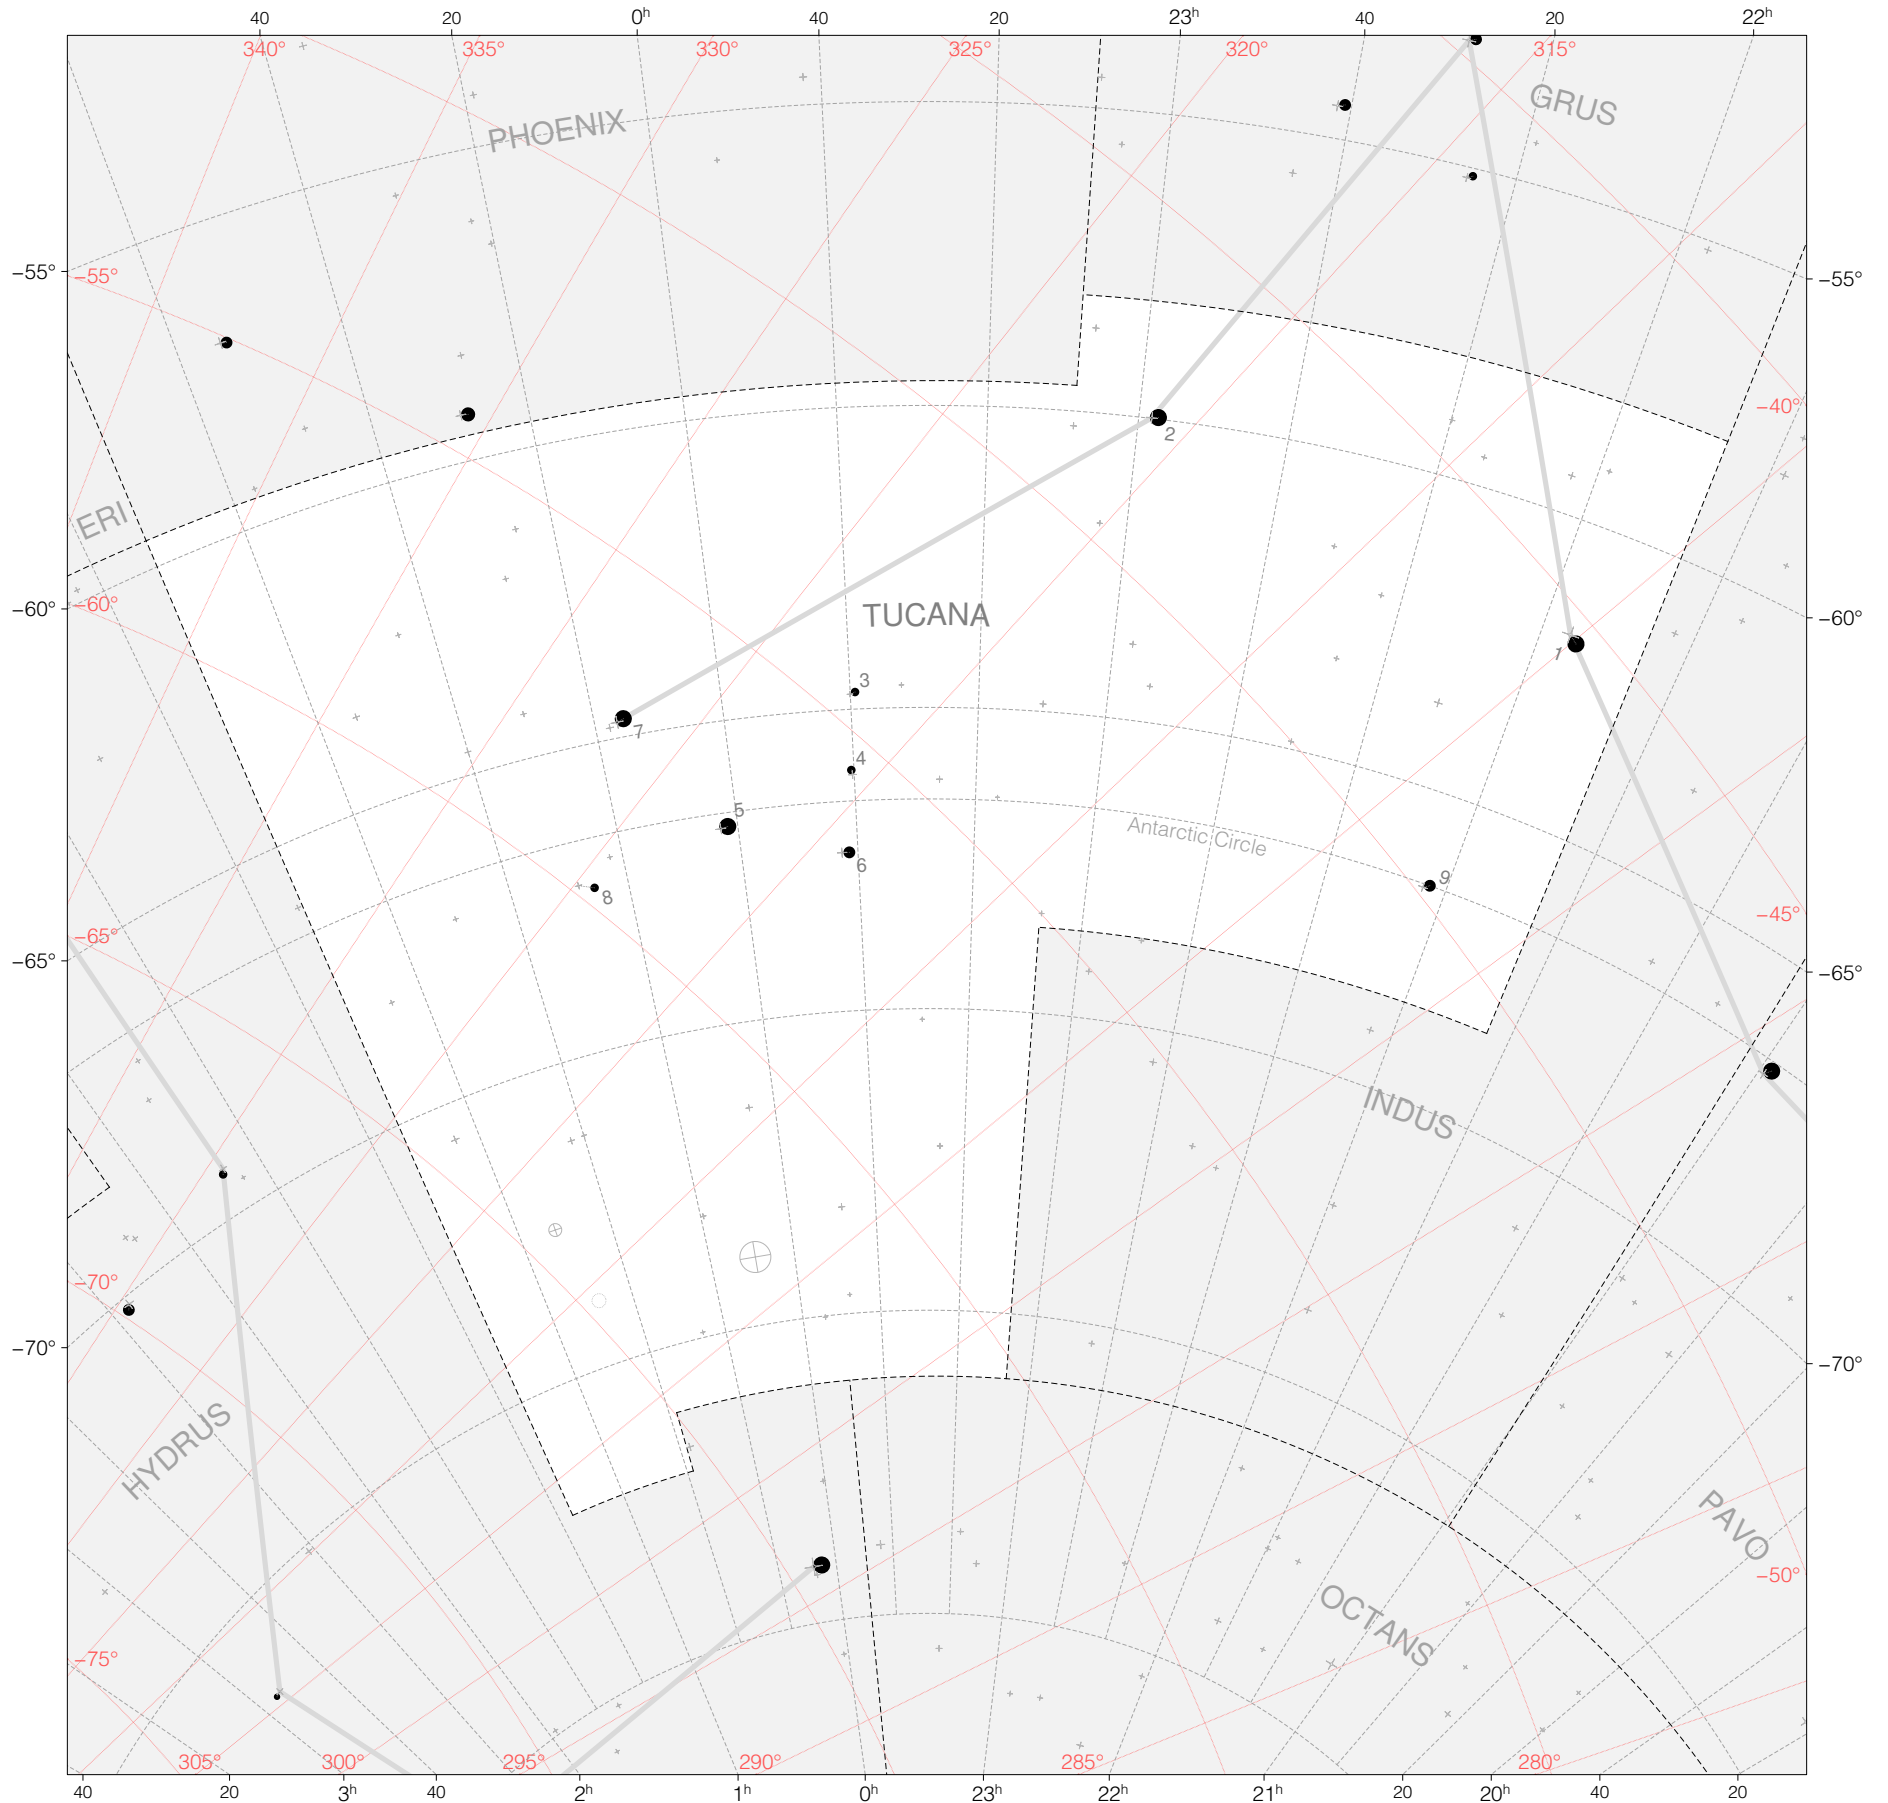 40 20 0h 40 20 23h 40 20 22h
340° 335° 330° 325° 320° 315°
PHOENIX
GRUS
−55° −55° −55°
−40°
2
ERI
−60° −60° −60°
TUCANA
1
3
7
4
5
Antarctic Circle
6
9
8
−45°
−65° −65° −65°
INDUS
−70° −70° −70°
HYDRUS
PAVO
−50°
OCTANS
−75°
305° 300° 295° 290° 285° 280°
40 20 3h 40 2h 1h 0h 23h 22h 21h 20 20h 40 20